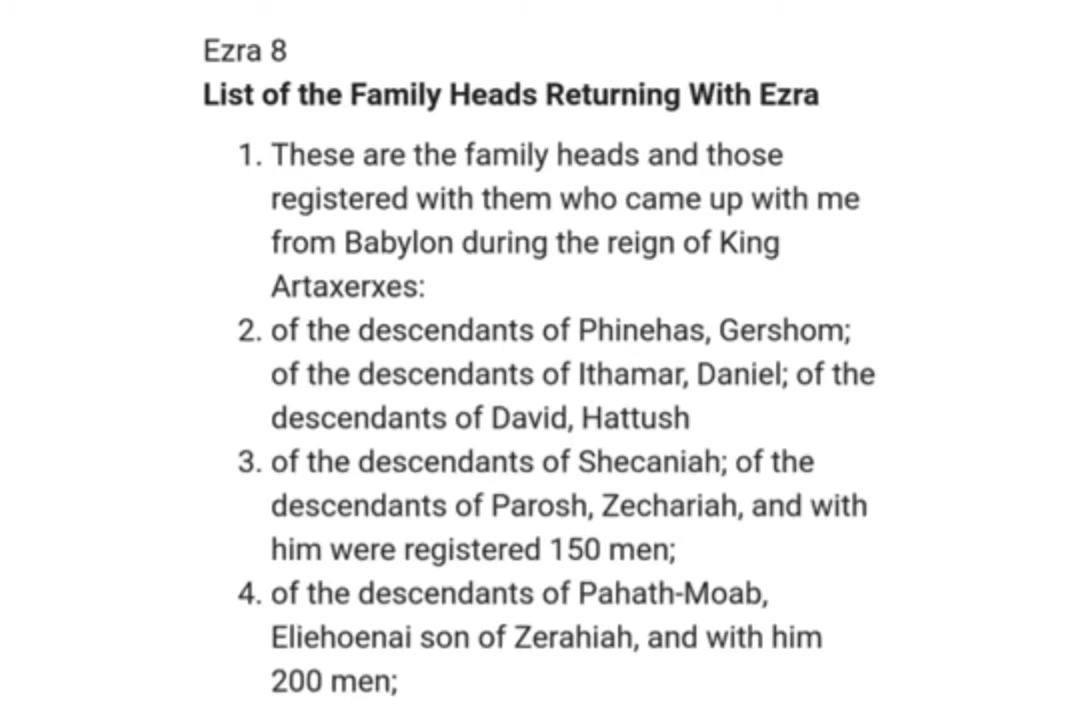 Ezra 8
List of the Family Heads Returning With Ezra
1. These are the family heads and those
registered with them who came up with me
from Babylon during the reign of King
Artaxerxes:
2. of the descendants of Phinehas, Gershom;
of the descendants of Ithamar, Daniel; of the
descendants of David, Hattush
3. of the descendants of Shecaniah; of the
descendants of Parosh, Zechariah, and with
him were registered 150 men;
4. of the descendants of Pahath-Moab,
Eliehoenai son of Zerahiah, and with him
200 men;